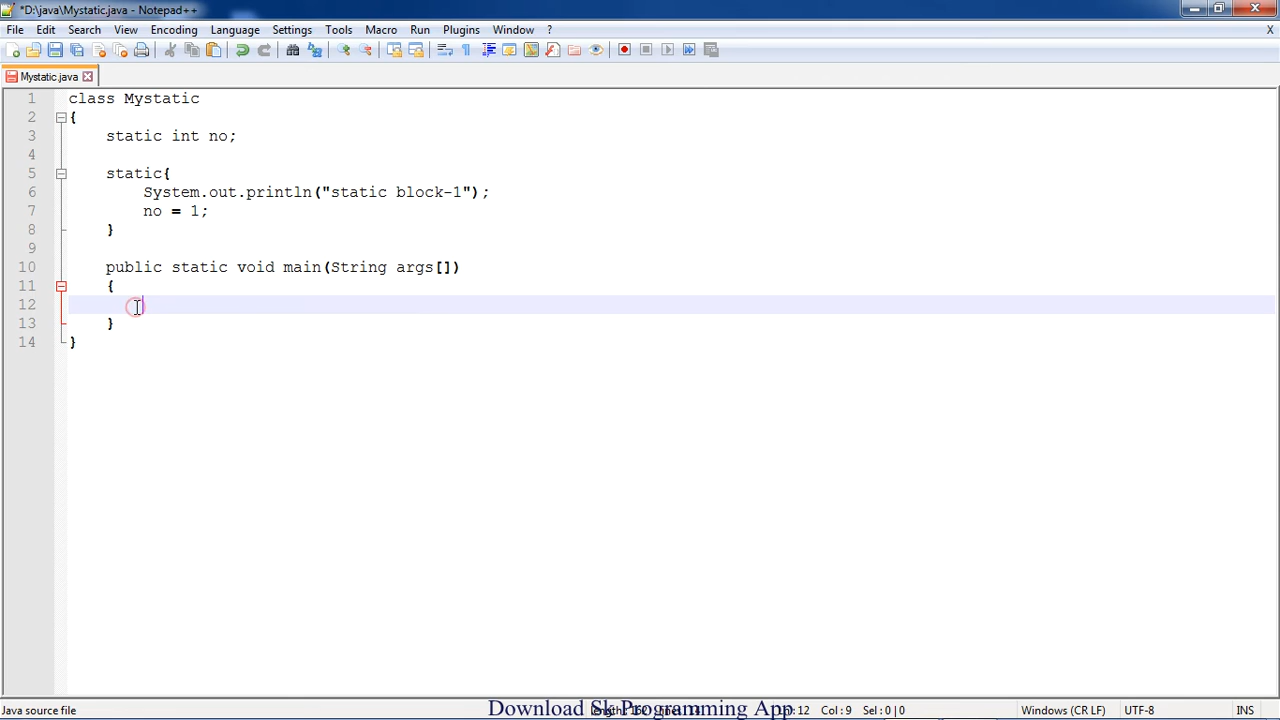 *D:\java\Mystatic.java - Notepad++
File Edit Search View Encoding Language Settings Tools Macro Run Plugins Window ? X
Mystatic.java
1 class Mystatic
2 {
3 static int no;
4
5 static{
6 System.out.println("static block-1");
7 no = 1;
8 }
9
10 public static void main(String args[])
11 {
12
13 }
14 }
Java source file Ln:12 Col:9 Sel:0|0 Windows (CR LF) UTF-8 INS
Download Sk Programming App